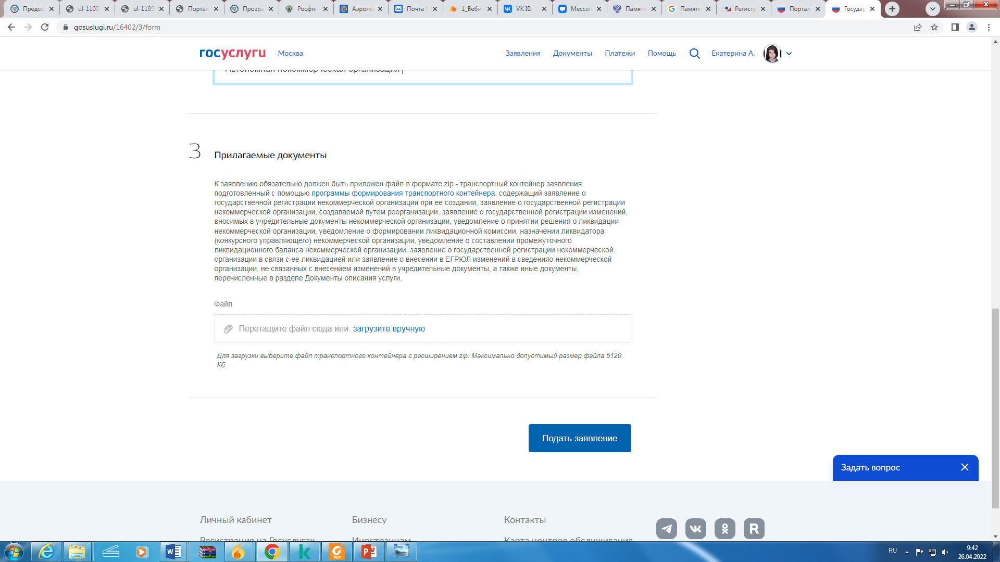 Предос
ul-1105
ul-1195
Портал
Прозра
Росфин
Аэропо
Почта
1_Веби
VK ID
Мессен
Памятк
Памятк
Регистр
Портал
Государ
gosuslugi.ru/16402/3/form
госуслуги
Москва
Заявления
Документы
Платежи
Помощь
Екатерина А.
Автономная некоммерческая организация
3
Прилагаемые документы
К заявлению обязательно должен быть приложен файл в формате zip - транспортный контейнер заявления,
подготовленный с помощью программы формирования транспортного контейнера, содержащий заявление о
государственной регистрации некоммерческой организации при ее создании, заявление о государственной регистрации
некоммерческой организации, создаваемой путем реорганизации, заявление о государственной регистрации изменений,
вносимых в учредительные документы некоммерческой организации, уведомление о принятии решения о ликвидации
некоммерческой организации, уведомление о формировании ликвидационной комиссии, назначении ликвидатора
(конкурсного управляющего) некоммерческой организации, уведомление о составлении промежуточного
ликвидационного баланса некоммерческой организации, заявление о государственной регистрации некоммерческой
организации в связи с ее ликвидацией или заявление о внесении в ЕГРЮЛ изменений в сведенияо некоммерческой
организации, не связанных с внесением изменений в учредительные документы, а также иные документы,
перечисленные в разделе Документы описания услуги.
Файл
Перетащите файл сюда или загрузите вручную
Для загрузки выберите файл транспортного контейнера с расширением zip. Максимально допустимый размер файла 5120
Кб.
Подать заявление
Задать вопрос
Личный кабинет
Бизнесу
Контакты
Регистрация на Госуслугах
Иностранцам
Карта центров обслуживания
RU
9:42
26.04.2022